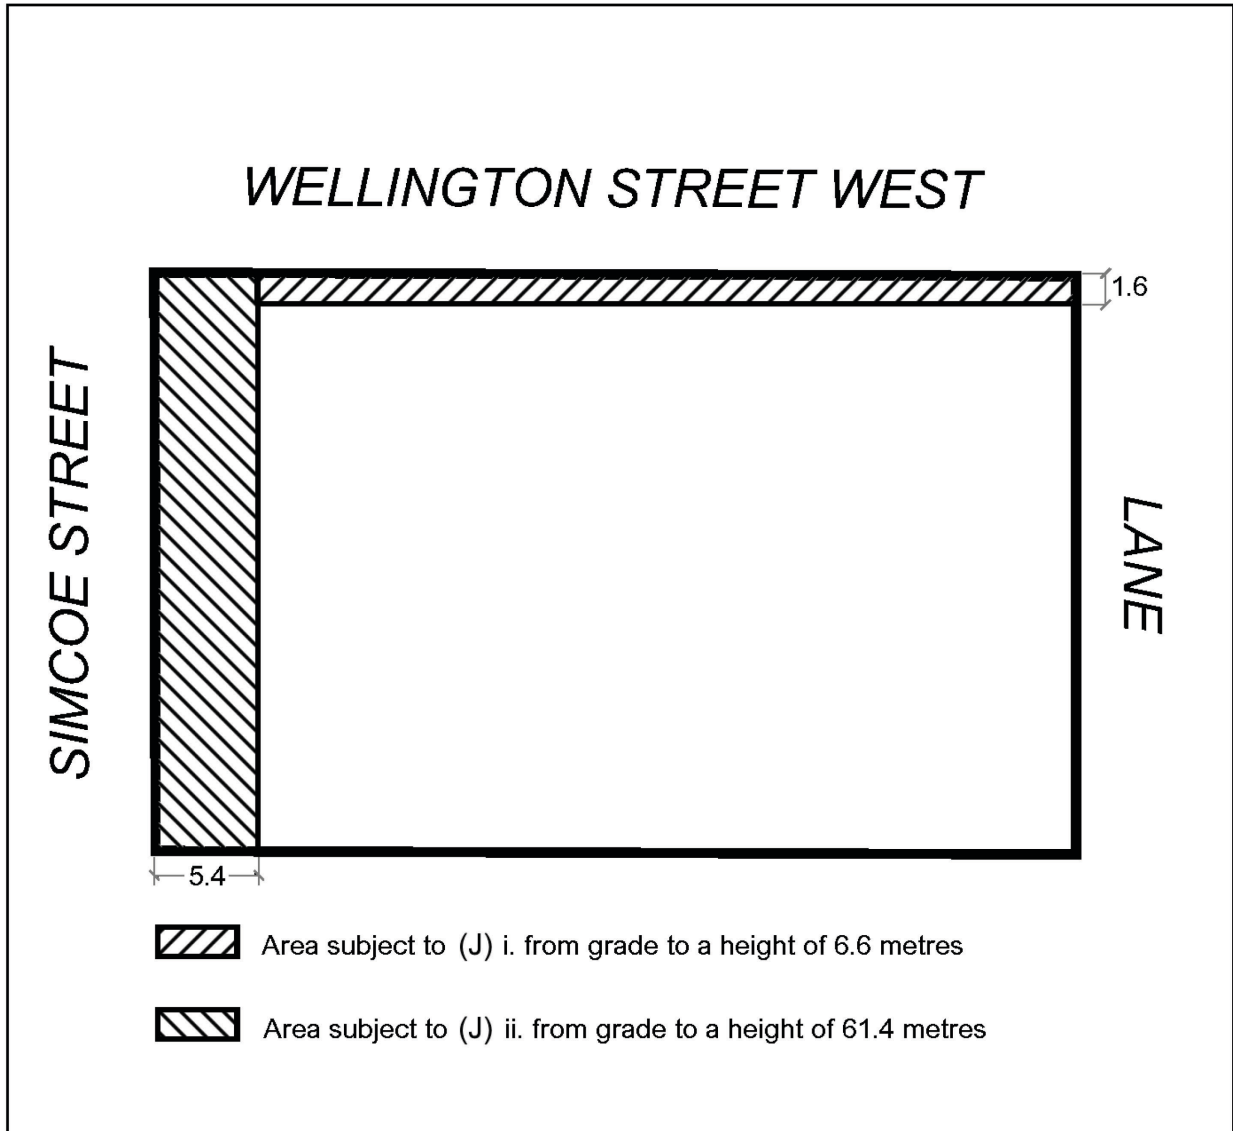 WELLINGTON STREET WEST
1.6
SIMCOE STREET
LANE
5.4
Area subject to (J) i. from grade to a height of 6.6 metres
Area subject to (J) ii. from grade to a height of 61.4 metres